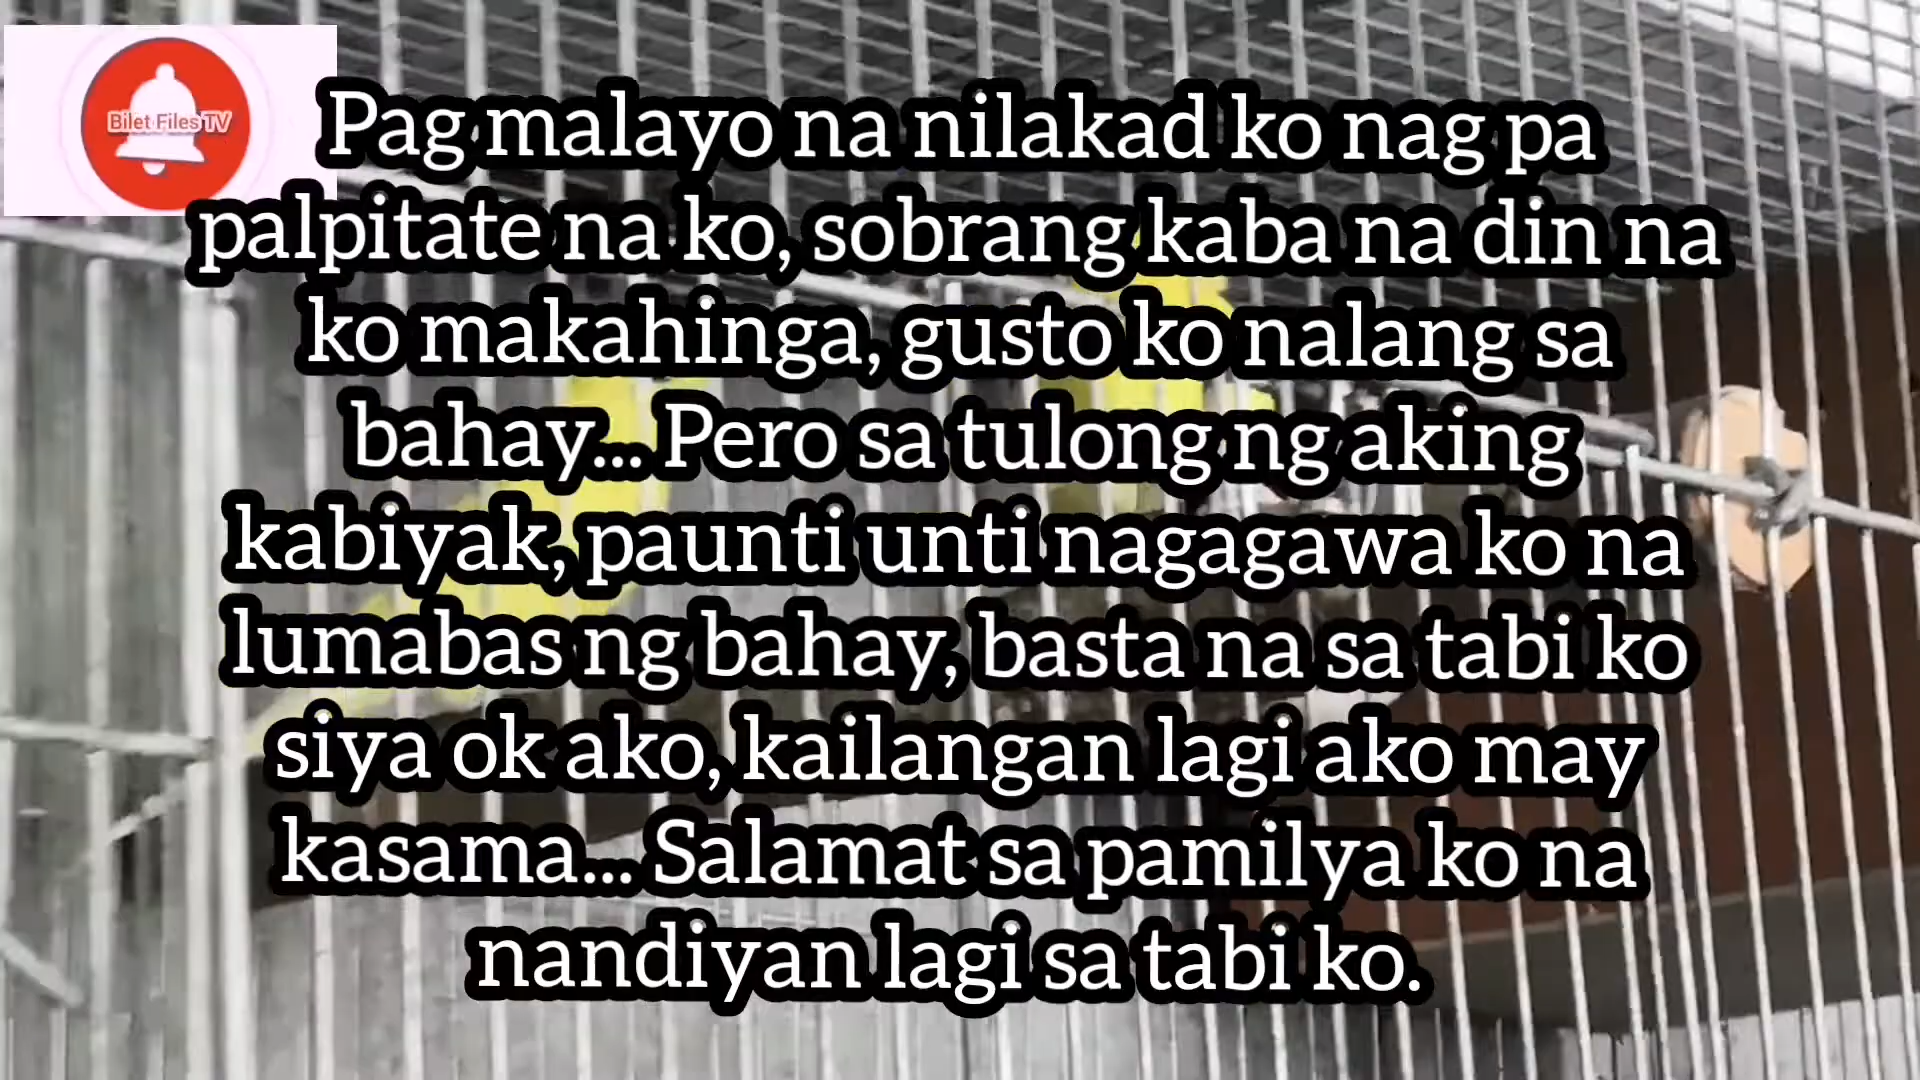 Bilet Files TV
Pag malayo na nilakad ko nag pa
palpitate na ko, sobrang kaba na din na
ko makahinga, gusto ko nalang sa
bahay... Pero sa tulong ng aking
kabiyak, paunti unti nagagawa ko na
lumabas ng bahay, basta na sa tabi ko
siya ok ako, kailangan lagi ako may
kasama... Salamat sa pamilya ko na
nandiyan lagi sa tabi ko.